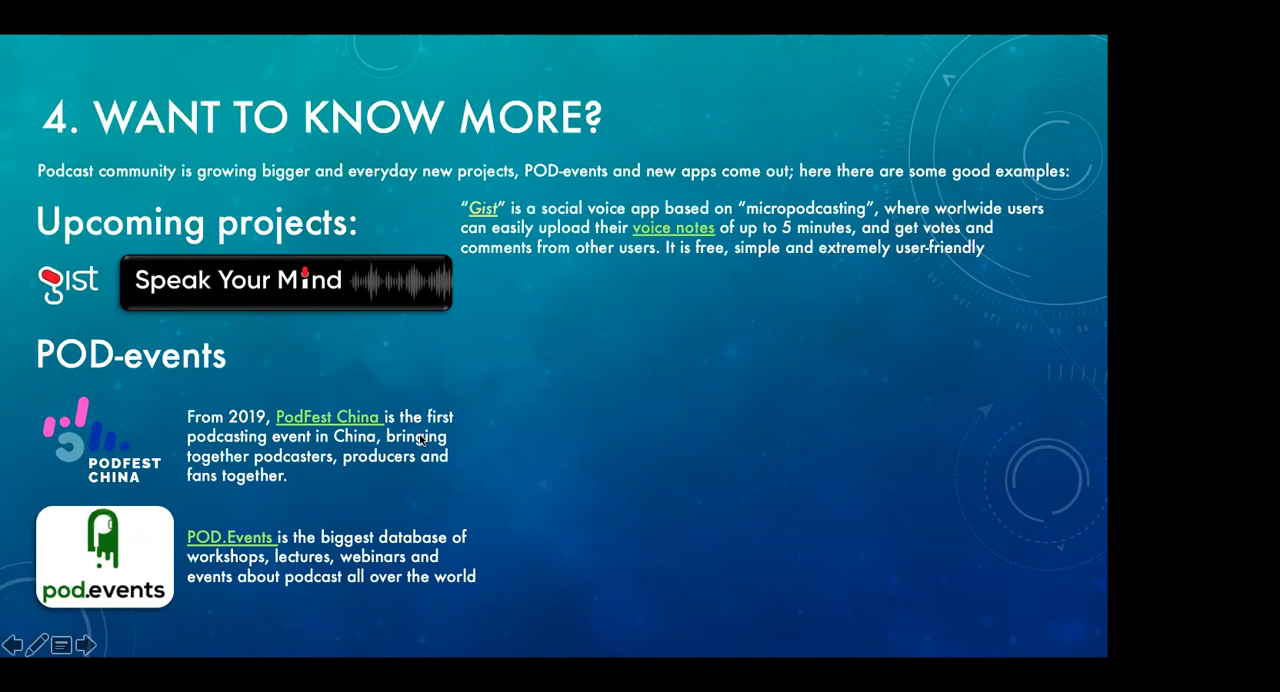 4. WANT TO KNOW MORE?
Podcast community is growing bigger and everyday new projects, POD-events and new apps come out; here there are some good examples:
Upcoming projects:
"Gist" is a social voice app based on "micropodcasting", where worlwide users
can easily upload their voice notes of up to 5 minutes, and get votes and
comments from other users. It is free, simple and extremely user-friendly
gist
Speak Your Mind
POD-events
From 2019, PodFest China is the first
podcasting event in China, bringing
together podcasters, producers and
fans together.
PODFEST
CHINA
POD.Events is the biggest database of
workshops, lectures, webinars and
events about podcast all over the world
pod.events